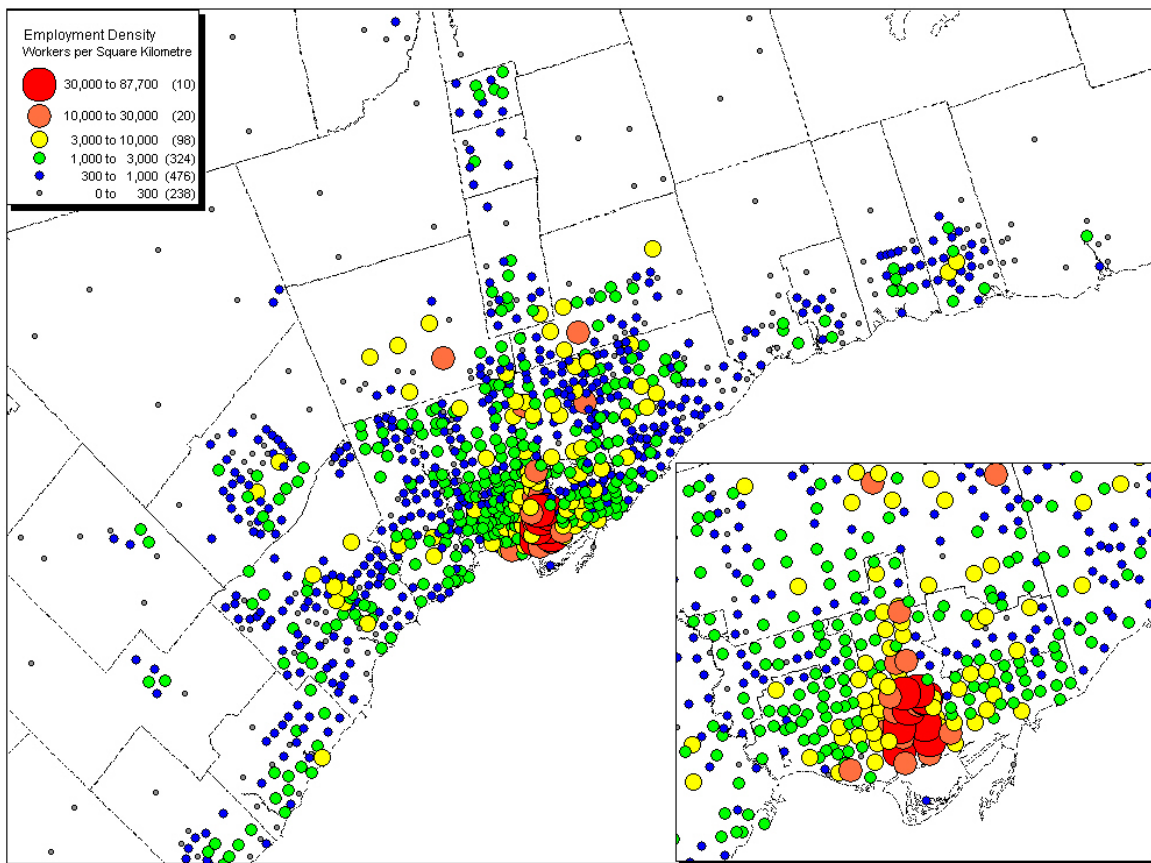 Employment Density
Workers per Square Kilometre
30,000 to 87,700 (10)
10,000 to 30,000 (20)
3,000 to 10,000 (98)
1,000 to 3,000 (324)
300 to 1,000 (476)
0 to 300 (238)